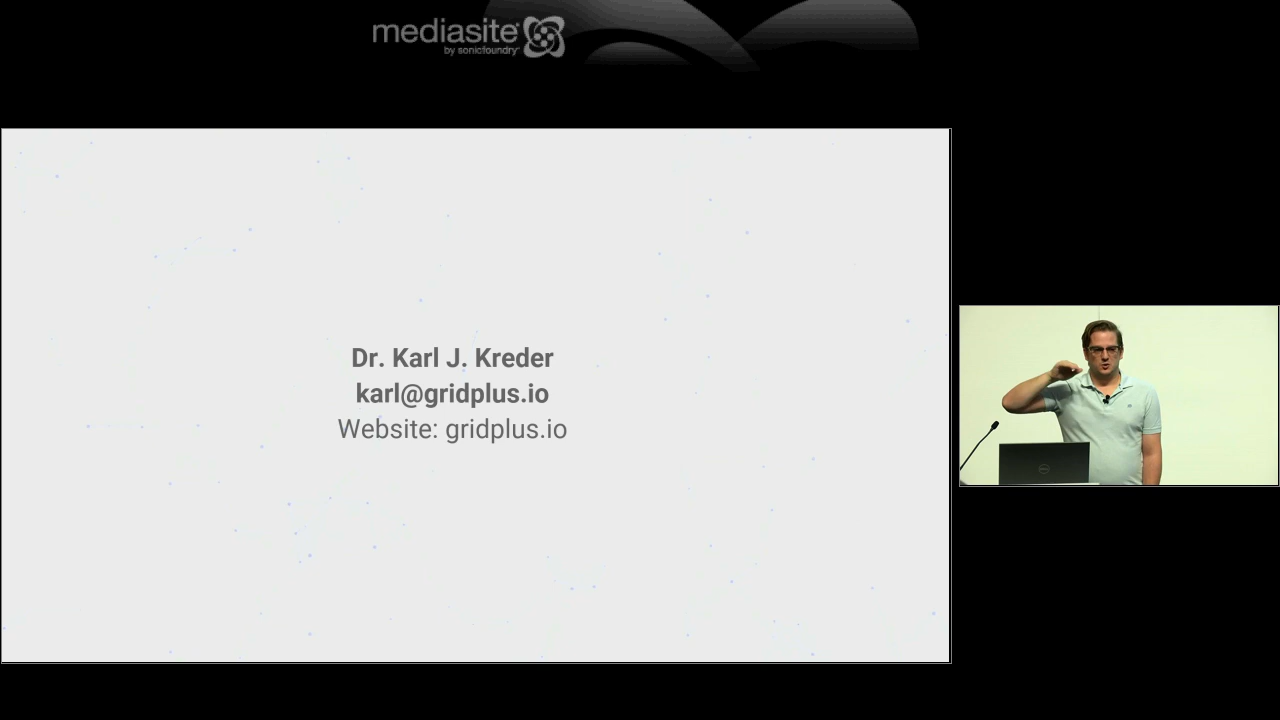 mediasite
by sonicfoundry
Dr. Karl J. Kreder
karl@gridplus.io
Website: gridplus.io